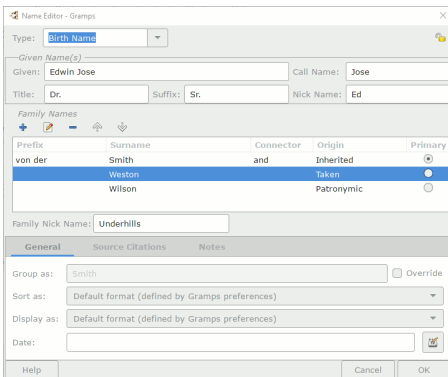 Name Editor - Gramps
Type: Birth Name
Given Name(s)
Given: Edwin Jose Call Name: Jose
Title: Dr. Suffix: Sr. Nick Name: Ed
Family Names
Prefix Surname Connector Origin Primary
von der Smith and Inherited
Weston Taken
Wilson Patronymic
Family Nick Name: Underhills
General Source Citations Notes
Group as: Smith Override
Sort as: Default format (defined by Gramps preferences)
Display as: Default format (defined by Gramps preferences)
Date:
Help Cancel OK